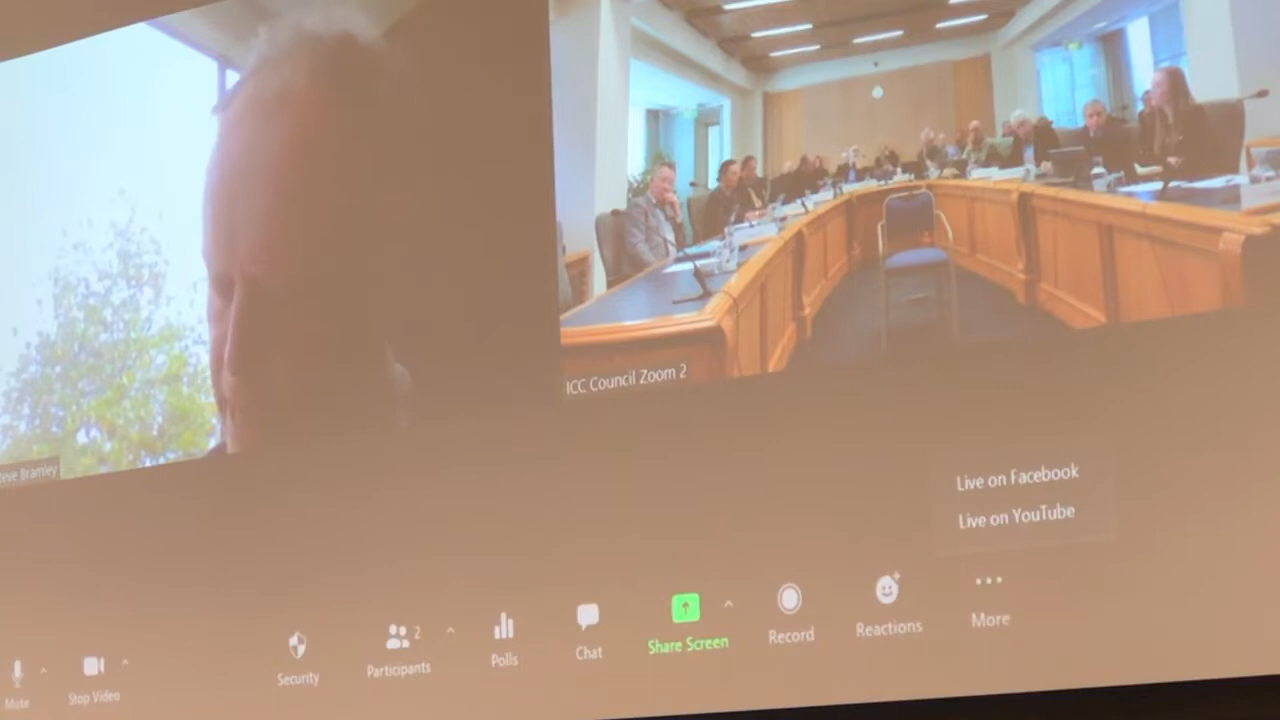 ICC Council Zoom 2
eve Bramley
Live on Facebook
Live on YouTube
Mute
Stop Video
Security
Participants
2
Polls
Chat
Share Screen
Record
Reactions
More